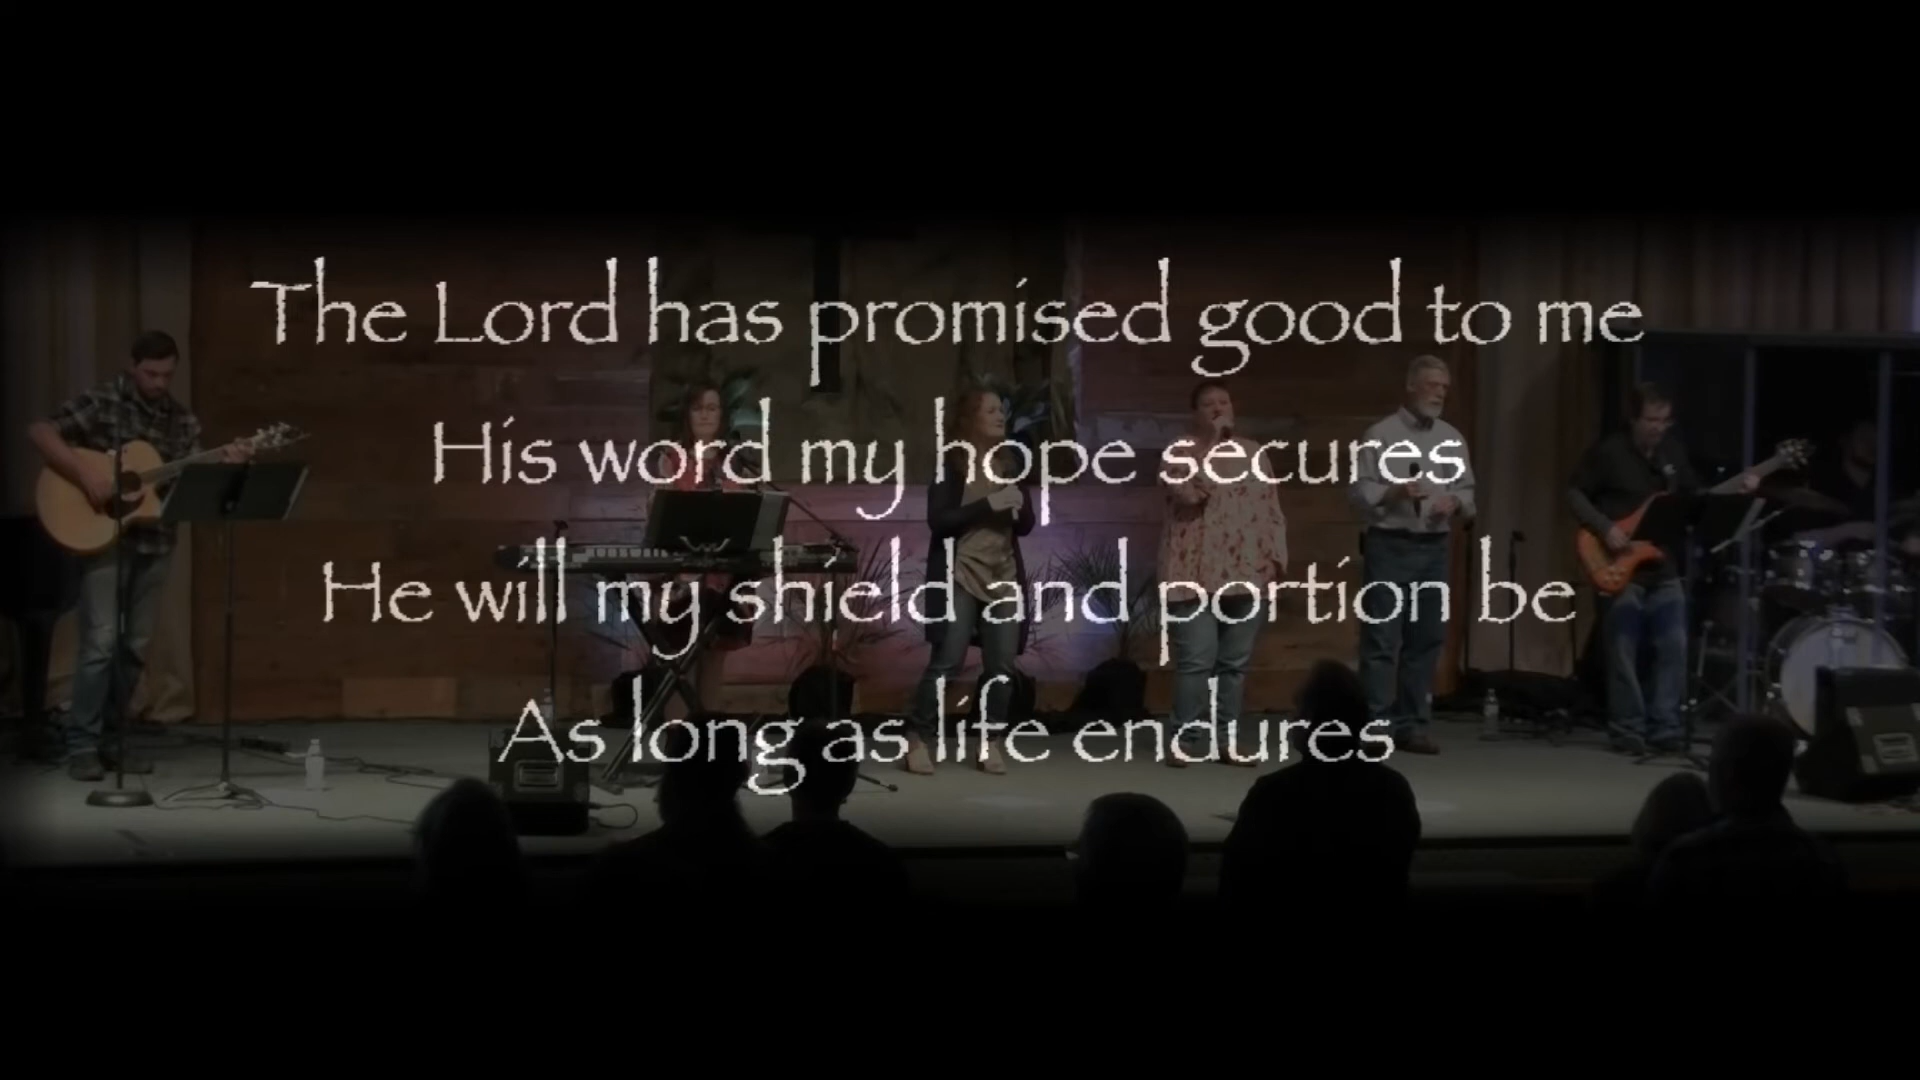 The Lord has promised good to me
His word my hope secures
He will my shield and portion be
As long as life endures